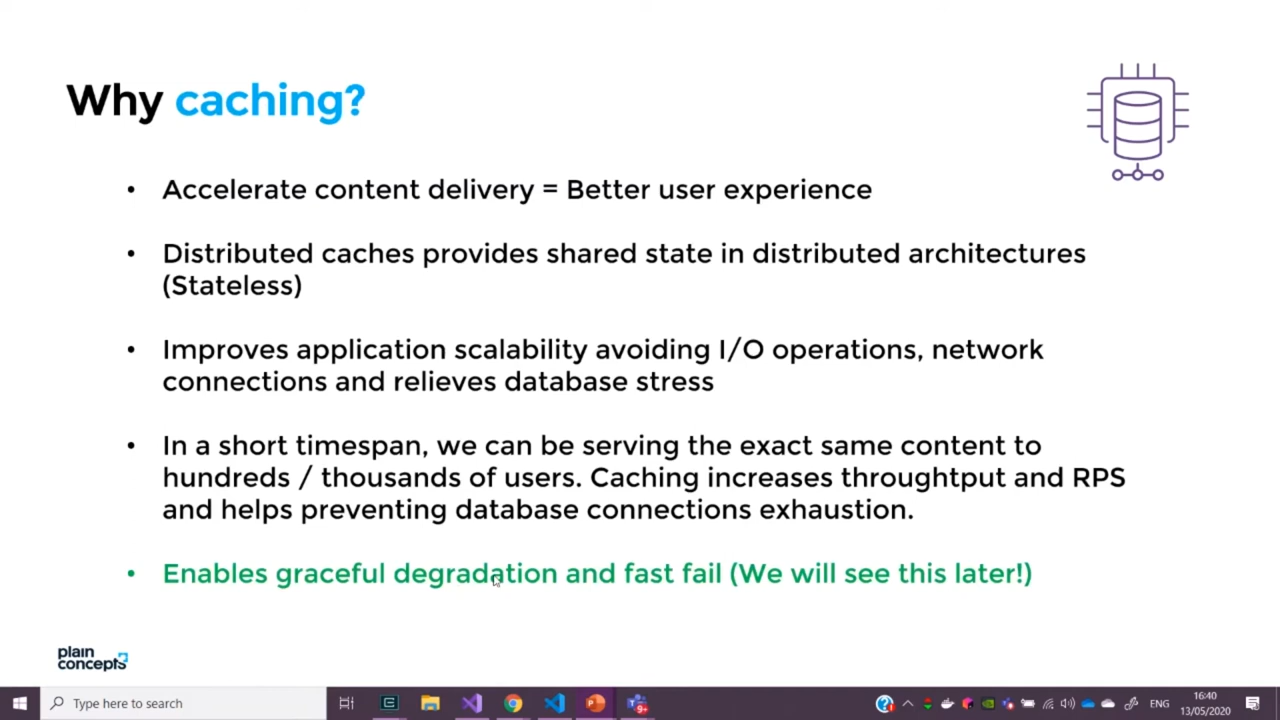 Why caching?
• Accelerate content delivery = Better user experience
• Distributed caches provides shared state in distributed architectures
(Stateless)
• Improves application scalability avoiding I/O operations, network
connections and relieves database stress
• In a short timespan, we can be serving the exact same content to
hundreds / thousands of users. Caching increases throughtput and RPS
and helps preventing database connections exhaustion.
• Enables graceful degradation and fast fail (We will see this later!)
plain
concepts
Type here to search
9+
ENG
16:40
13/05/2020